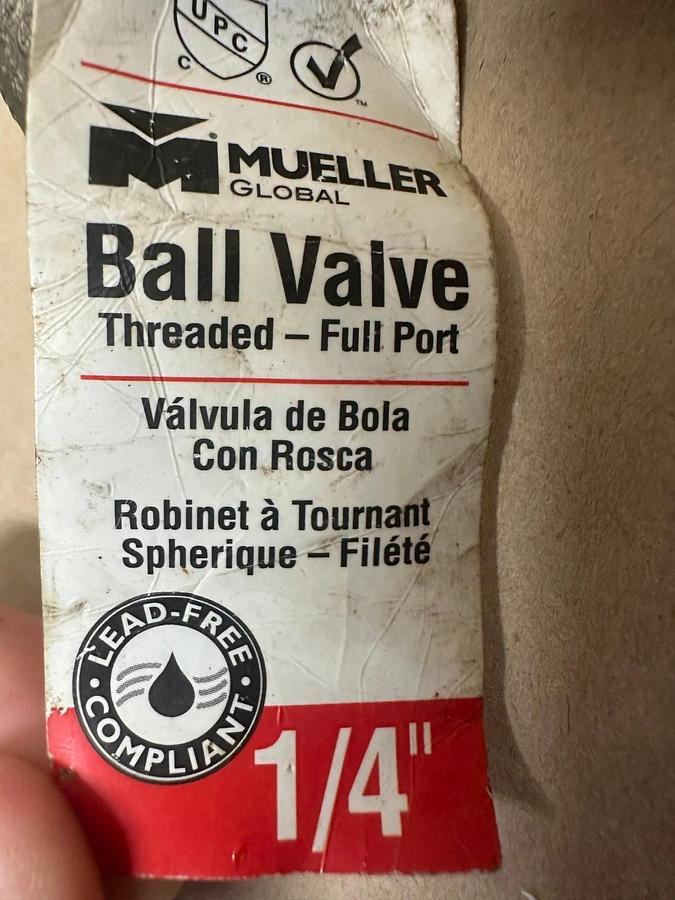 UPC
C ®
TM
MUELLER ®
GLOBAL
Ball Valve
Threaded – Full Port
Válvula de Bola
Con Rosca
Robinet à Tournant
Spherique – Filété
• LEAD-FREE •
COMPLIANT
1/4"